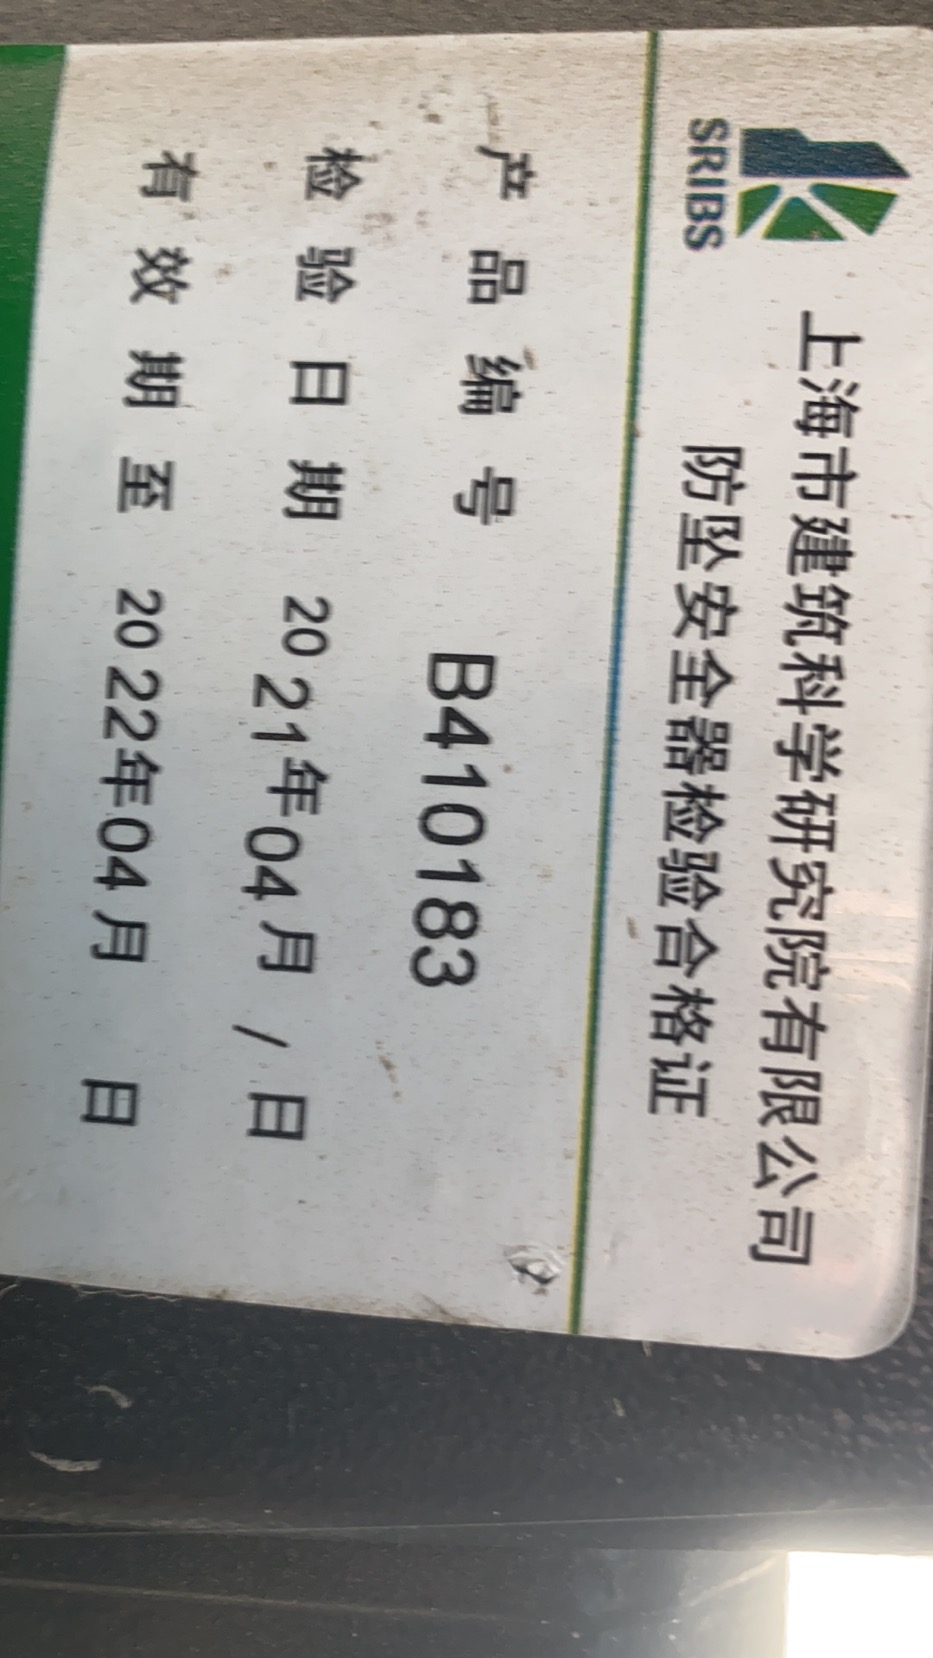 SRIBS
上海市建筑科学研究院有限公司
防坠安全器检验合格证
产品编号 B410183
检验日期 2021年04月/日
有效期至 2022年04月 日